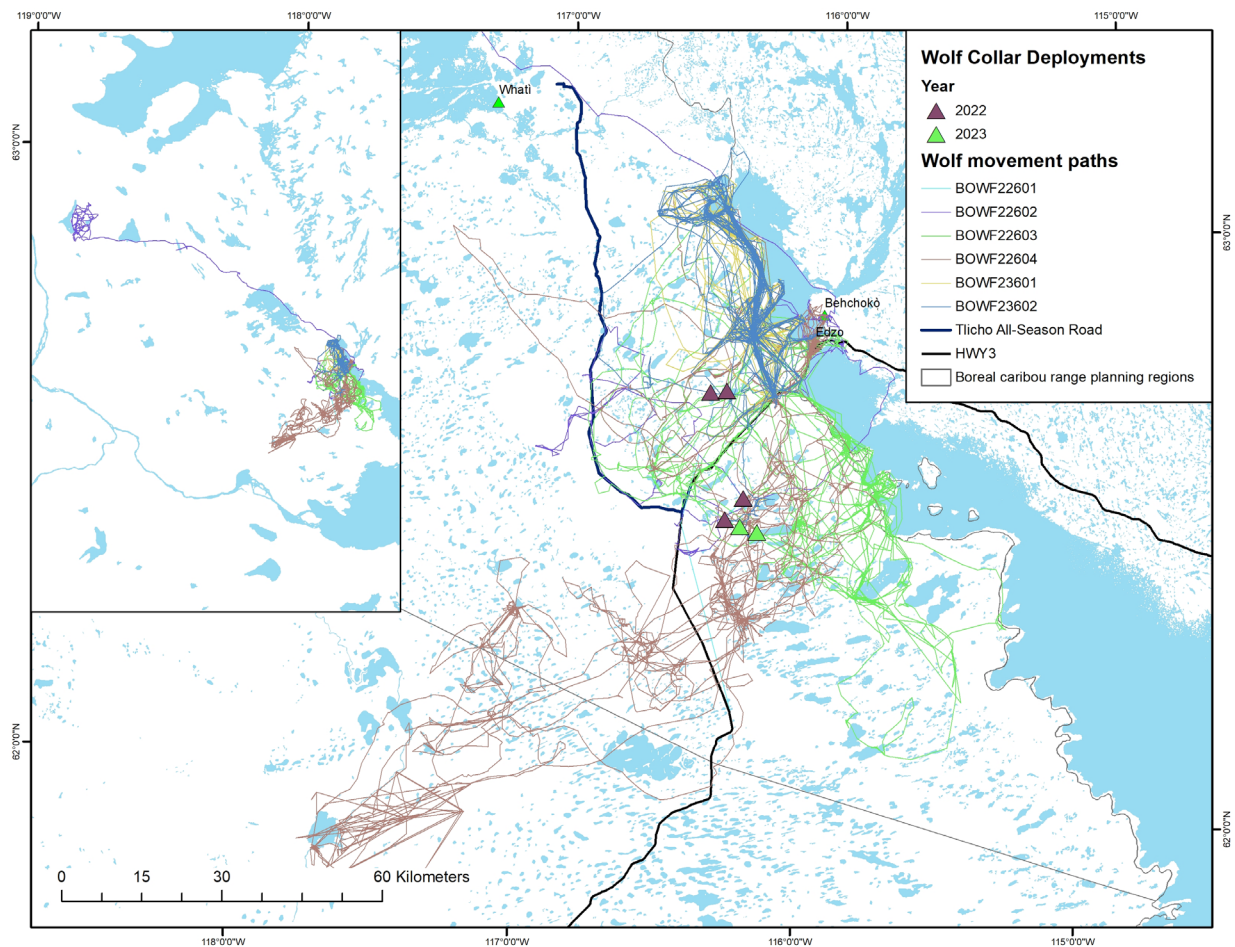 119°0'0"W 118°0'0"W 117°0'0"W 116°0'0"W 115°0'0"W
Wolf Collar Deployments
Year
2022
2023
Wolf movement paths
BOWF22601
BOWF22602
BOWF22603
BOWF22604
BOWF23601
BOWF23602
Tlicho All-Season Road
HWY3
Boreal caribou range planning regions
Whatì
Behchokò
Edzo
63°0'0"N
63°0'0"N
62°0'0"N
62°0'0"N
0 15 30 60 Kilometers
118°0'0"W 117°0'0"W 116°0'0"W 115°0'0"W